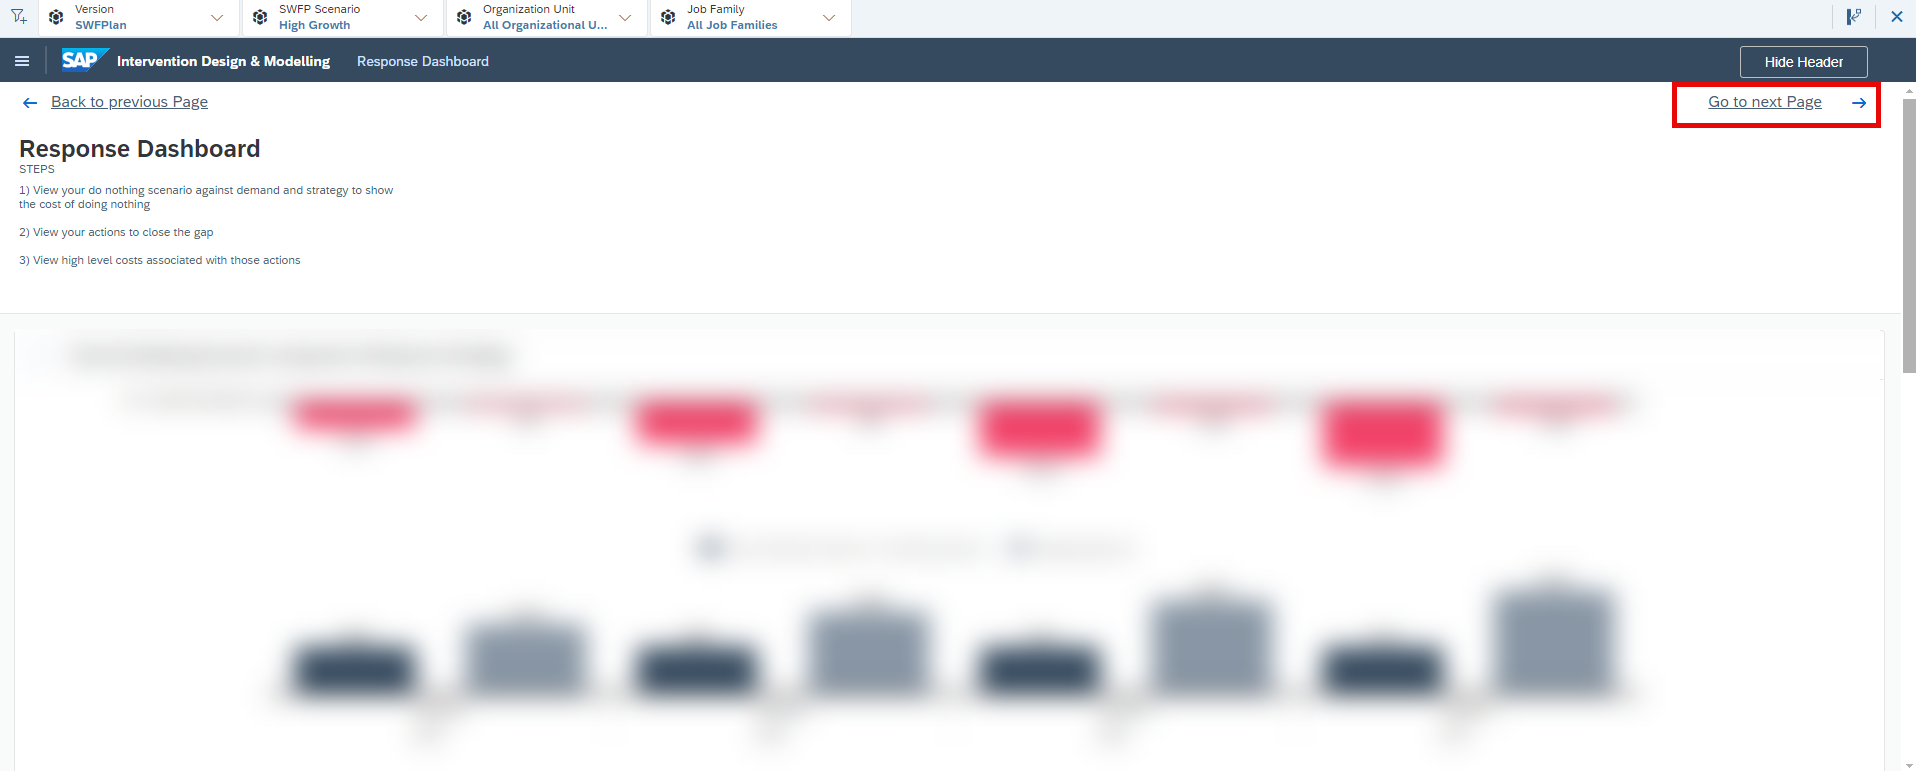 Version
SWFPlan
SWFP Scenario
High Growth
Organization Unit
All Organizational U...
Job Family
All Job Families
SAP
Intervention Design & Modelling
Response Dashboard
Hide Header
Back to previous Page
Go to next Page
Response Dashboard
STEPS
1) View your do nothing scenario against demand and strategy to show
the cost of doing nothing
2) View your actions to close the gap
3) View high level costs associated with those actions